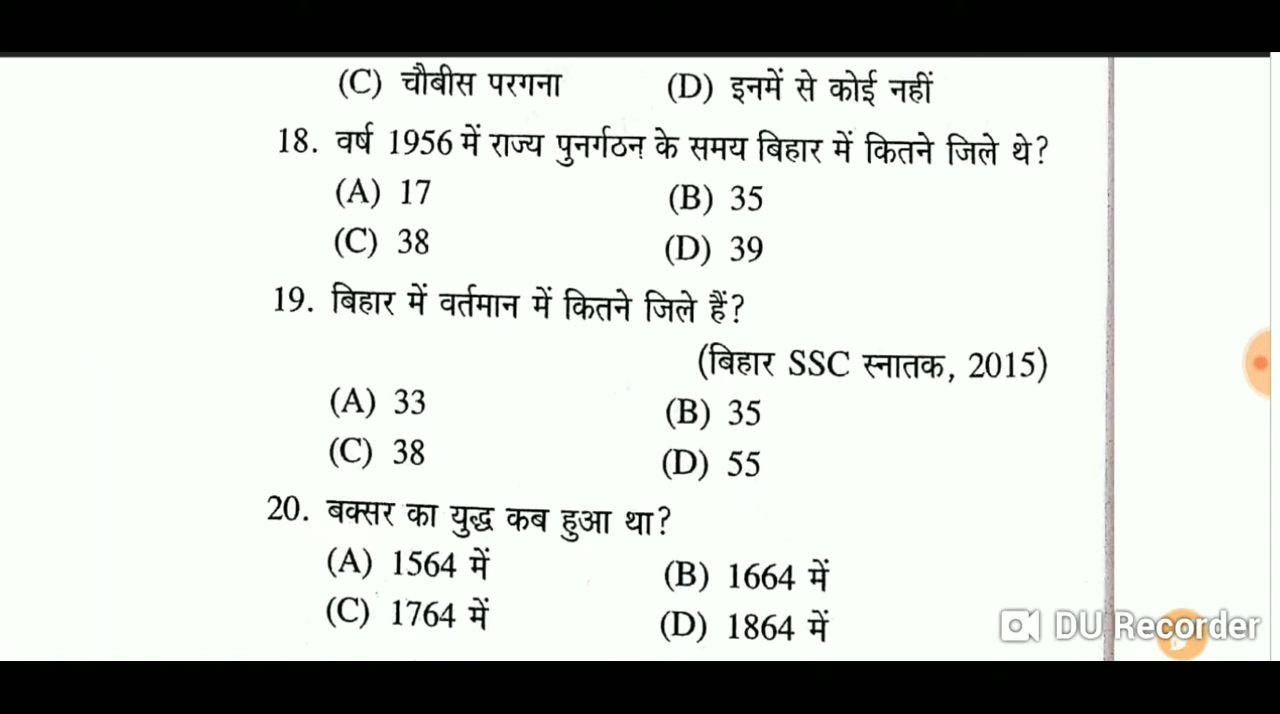 (C) चौबीस परगना (D) इनमें से कोई नहीं
18. वर्ष 1956 में राज्य पुनर्गठन के समय बिहार में कितने जिले थे?
(A) 17 (B) 35
(C) 38 (D) 39
19. बिहार में वर्तमान में कितने जिले हैं?
(बिहार SSC स्नातक, 2015)
(A) 33 (B) 35
(C) 38 (D) 55
20. बक्सर का युद्ध कब हुआ था?
(A) 1564 में (B) 1664 में
(C) 1764 में (D) 1864 में
DU Recorder